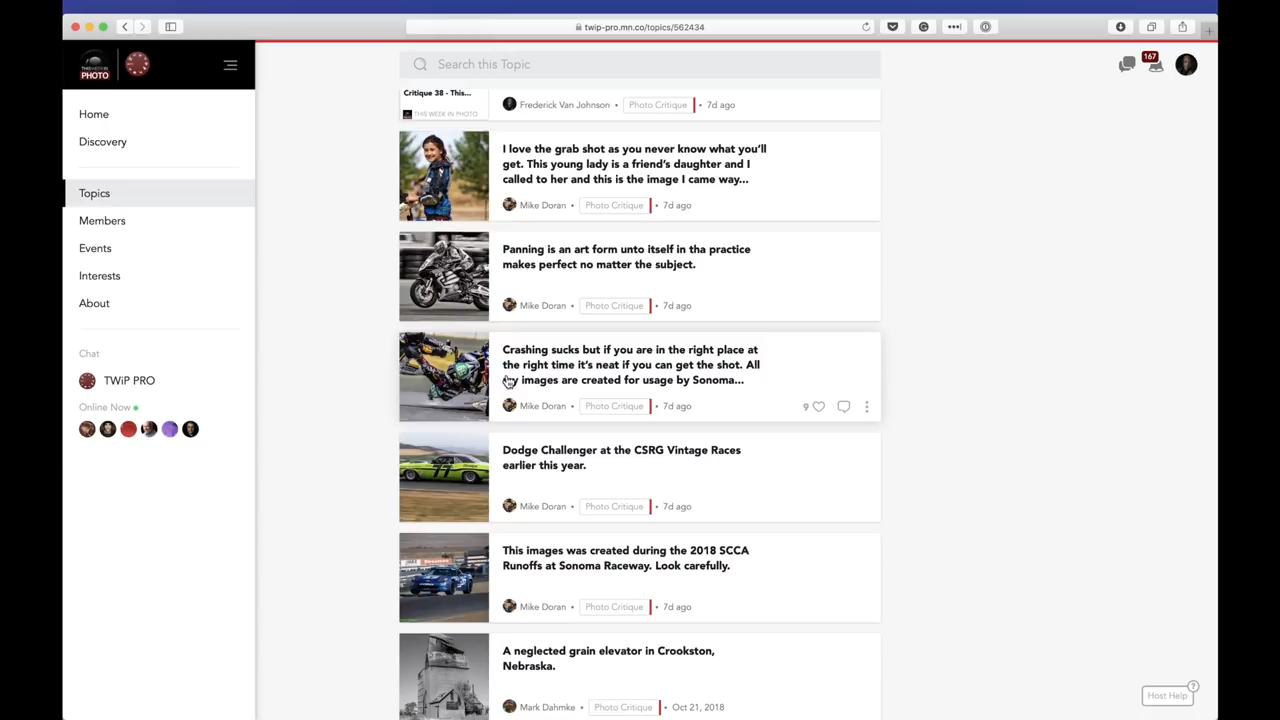 twip-pro.mn.co/topics/562434
THIS WEEK IN
PHOTO
Search this Topic
167
Home
Discovery
Topics
Members
Events
Interests
About
Chat
TWiP PRO
Online Now
Critique 38 - This...
THIS WEEK IN PHOTO
Frederick Van Johnson • Photo Critique • 7d ago
I love the grab shot as you never know what you'll
get. This young lady is a friend's daughter and I
called to her and this is the image I came way...
Mike Doran • Photo Critique • 7d ago
Panning is an art form unto itself in tha practice
makes perfect no matter the subject.
Mike Doran • Photo Critique • 7d ago
Crashing sucks but if you are in the right place at
the right time it's neat if you can get the shot. All
images are created for usage by Sonoma...
Mike Doran • Photo Critique • 7d ago
9
Dodge Challenger at the CSRG Vintage Races
earlier this year.
77
Mike Doran • Photo Critique • 7d ago
This images was created during the 2018 SCCA
Runoffs at Sonoma Raceway. Look carefully.
Mike Doran • Photo Critique • 7d ago
A neglected grain elevator in Crookston,
Nebraska.
Mark Dahmke • Photo Critique • Oct 21, 2018
Host Help
?